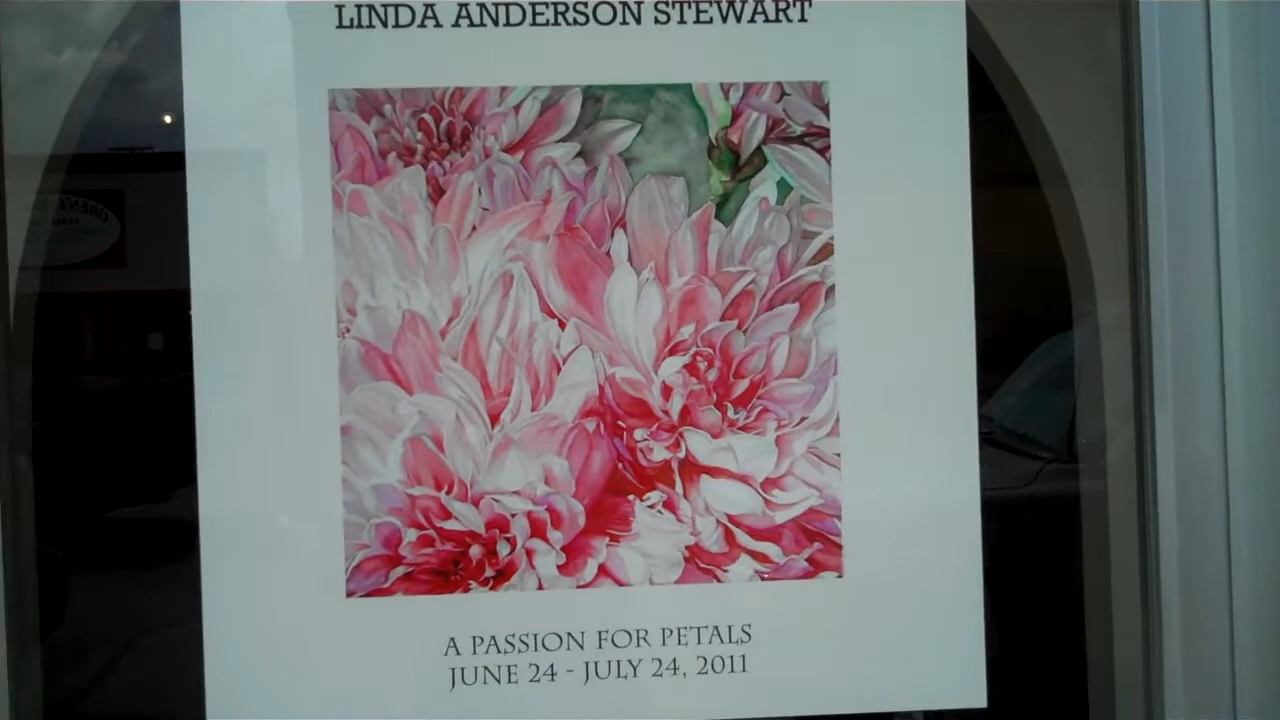 LINDA ANDERSON STEWART
A PASSION FOR PETALS
JUNE 24 - JULY 24, 2011